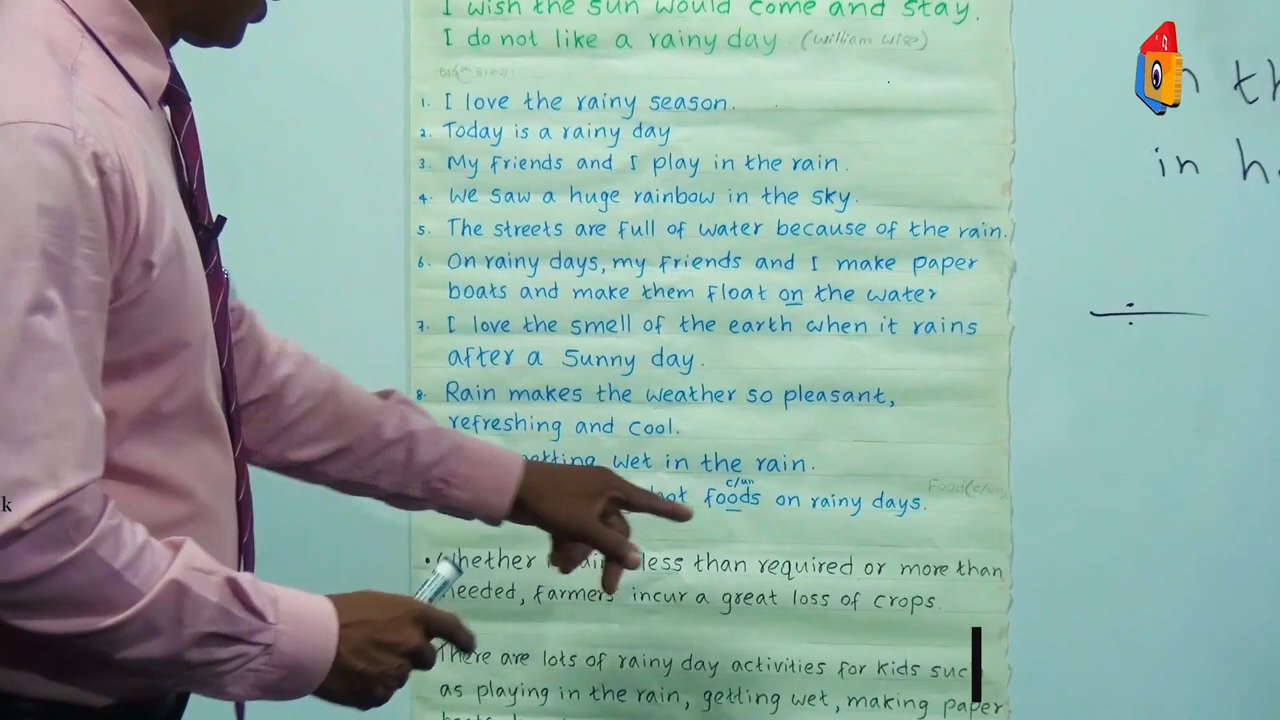 I wish the sun would come and stay.
I do not like a rainy day (William Wise)
1. I love the rainy season.
2. Today is a rainy day
3. My friends and I play in the rain.
4. We saw a huge rainbow in the sky.
5. The streets are full of water because of the rain.
6. On rainy days, my friends and I make paper
boats and make them float on the water
7. I love the smell of the earth when it rains
after a sunny day.
8. Rain makes the weather so pleasant,
refreshing and cool.
wet in the rain.
c/un
hot foods on rainy days.
Food (c/un)
• Whether less than required or more than
needed, farmers incur a great loss of crops.
There are lots of rainy day activities for kids suc
as playing in the rain, getting wet, making paper
in
k